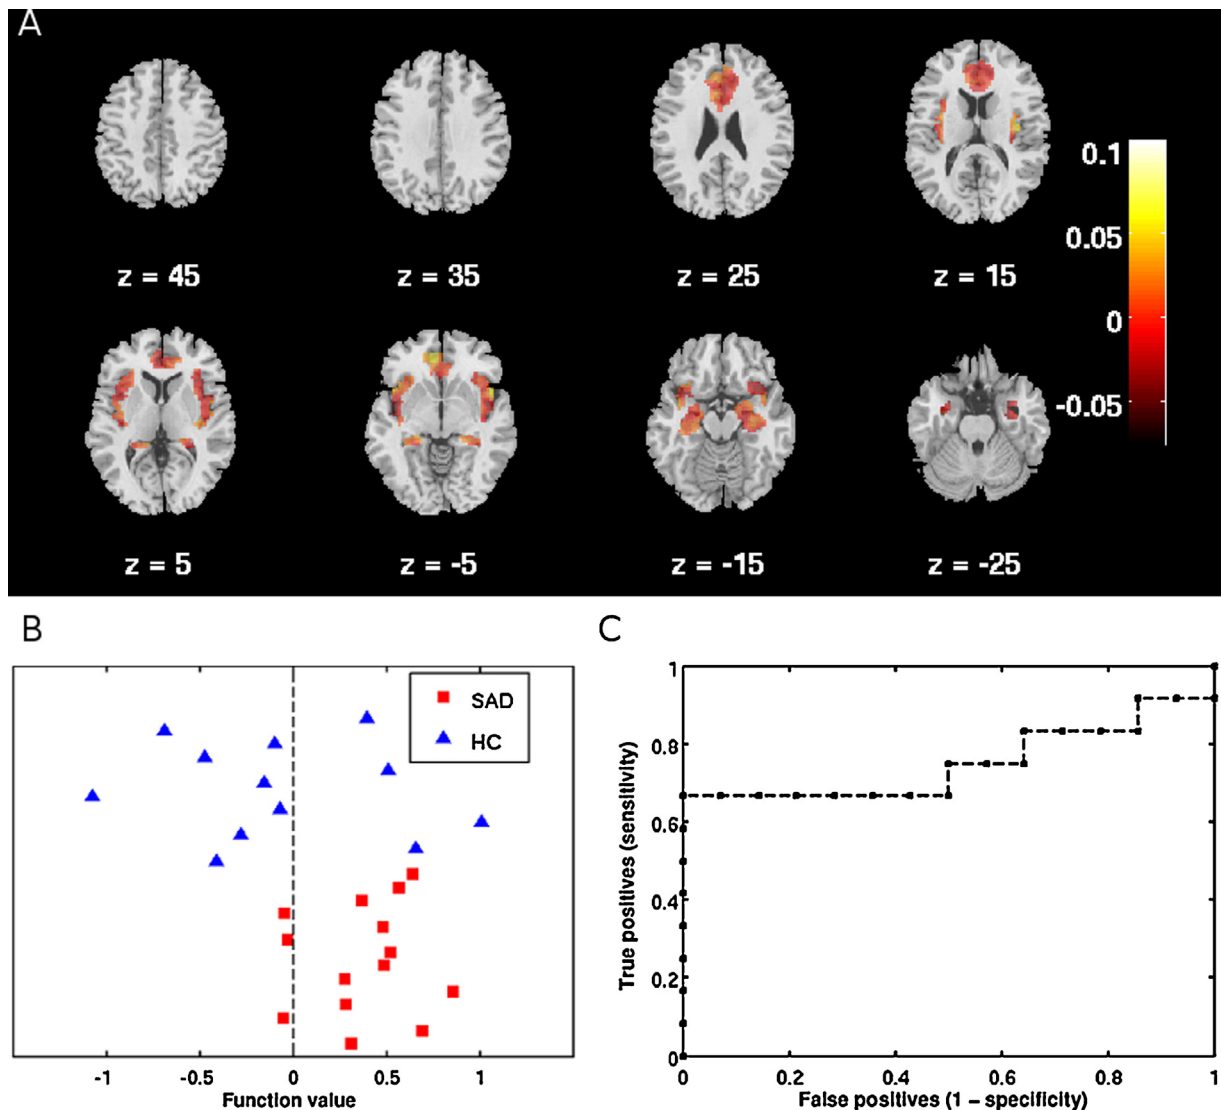 A
z = 45
z = 35
z = 25
z = 15
0.1
0.05
0
-0.05
z = 5
z = -5
z = -15
z = -25
B
SAD
HC
-1
-0.5
0
0.5
1
Function value
C
1
0.8
0.6
0.4
0.2
0
True positives (sensitivity)
0
0.2
0.4
0.6
0.8
1
False positives (1 – specificity)